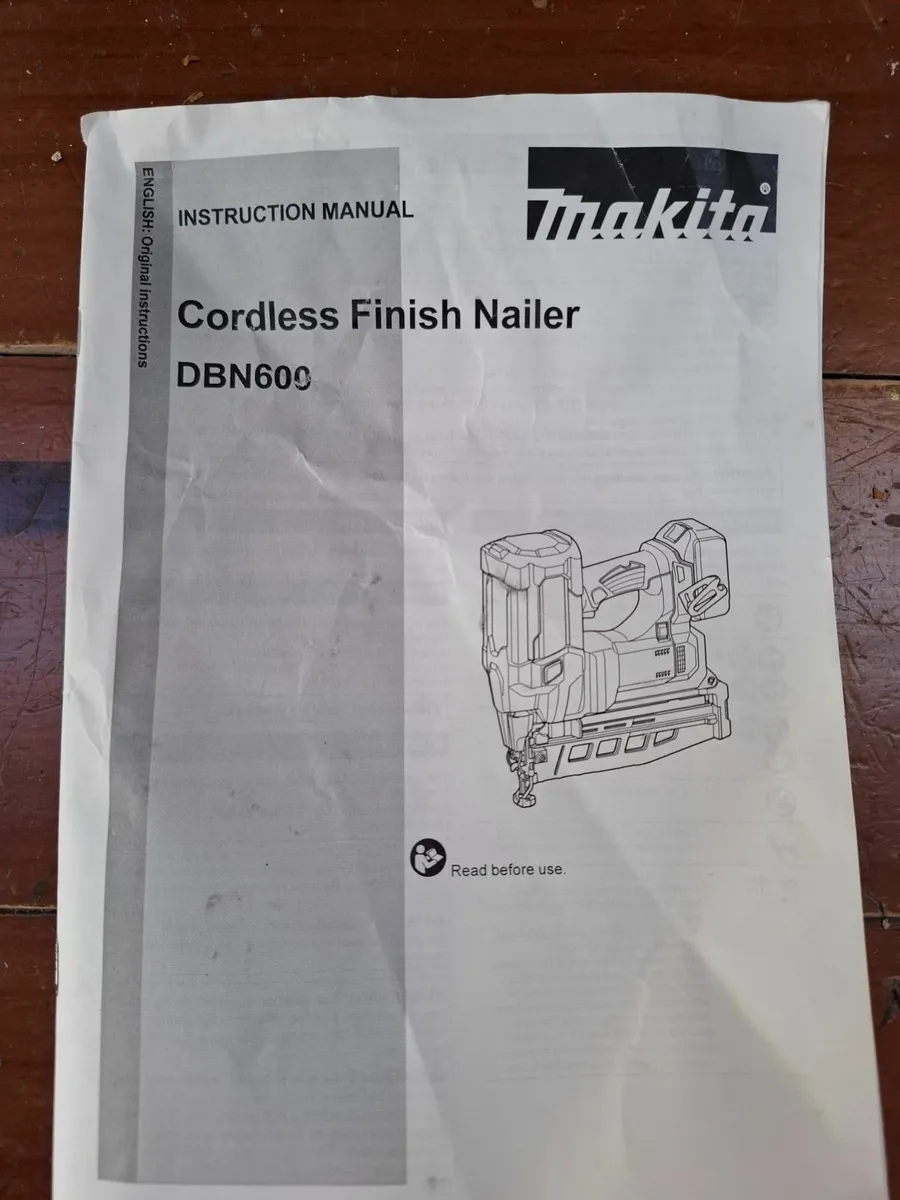 ENGLISH: Original instructions
INSTRUCTION MANUAL
makita®
Cordless Finish Nailer
DBN600
Read before use.